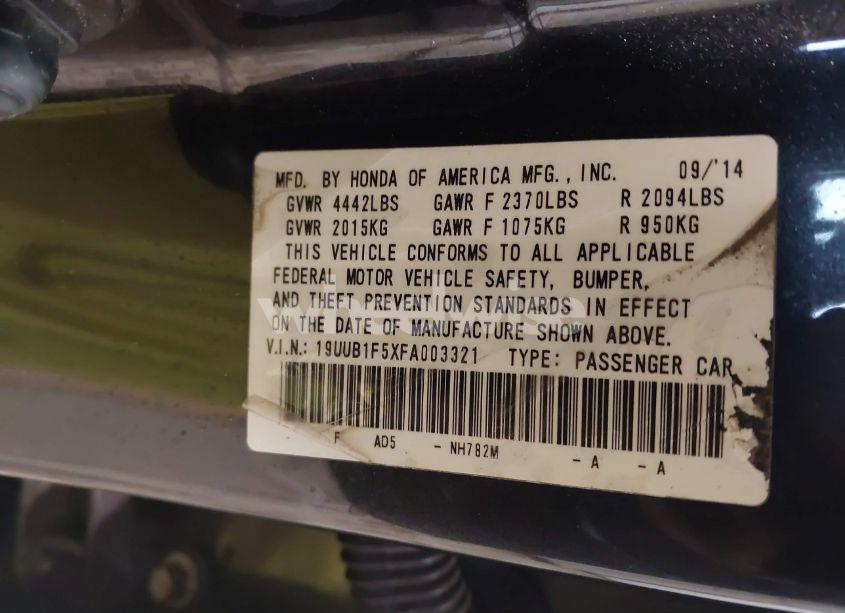 MFD. BY HONDA OF AMERICA MFG., INC. 09/'14
GVWR 4442LBS GAWR F 2370LBS R 2094LBS
GVWR 2015KG GAWR F 1075KG R 950KG
THIS VEHICLE CONFORMS TO ALL APPLICABLE
FEDERAL MOTOR VEHICLE SAFETY, BUMPER,
AND THEFT PREVENTION STANDARDS IN EFFECT
ON THE DATE OF MANUFACTURE SHOWN ABOVE.
V.I.N.: 19UUB1F5XFA003321 TYPE: PASSENGER CAR
F AD5 - NH782M - A - A